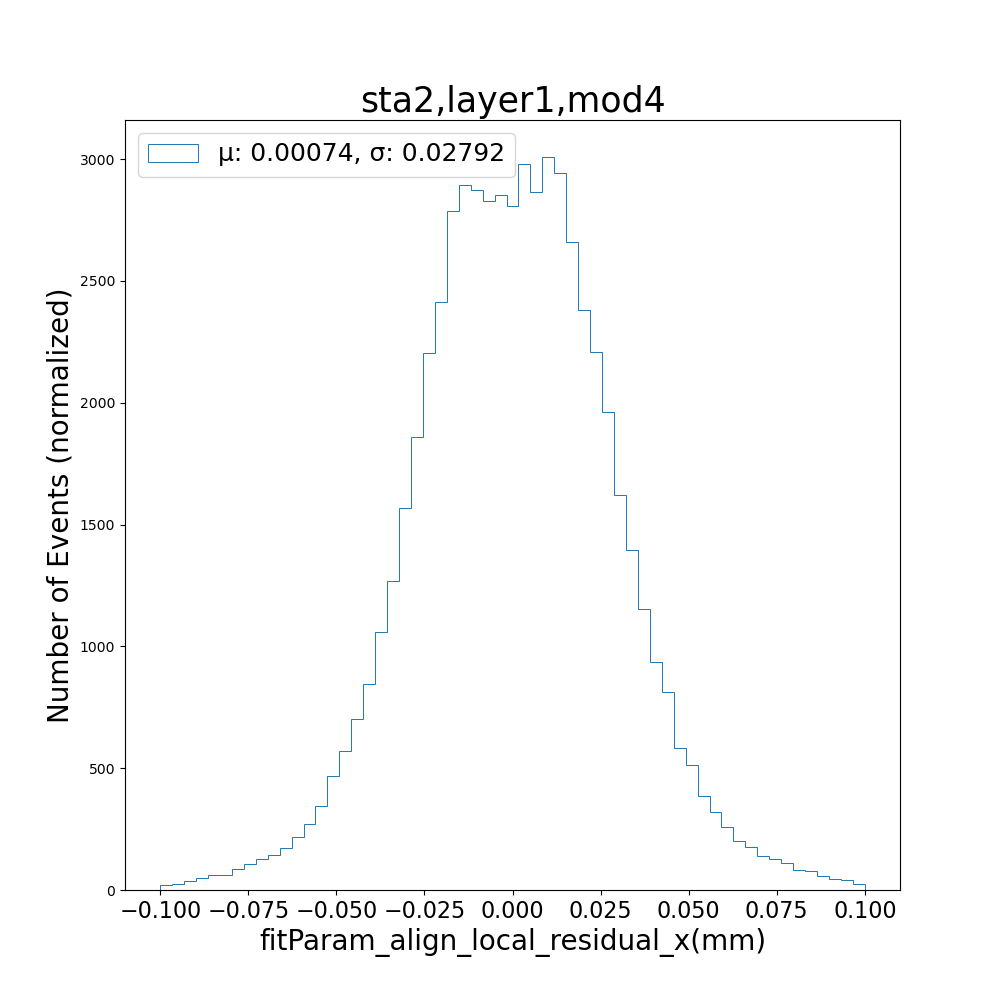 sta2,layer1,mod4
μ: 0.00074, σ: 0.02792
Number of Events (normalized)
3000
2500
2000
1500
1000
500
0
−0.100 −0.075 −0.050 −0.025 0.000 0.025 0.050 0.075 0.100
fitParam_align_local_residual_x(mm)